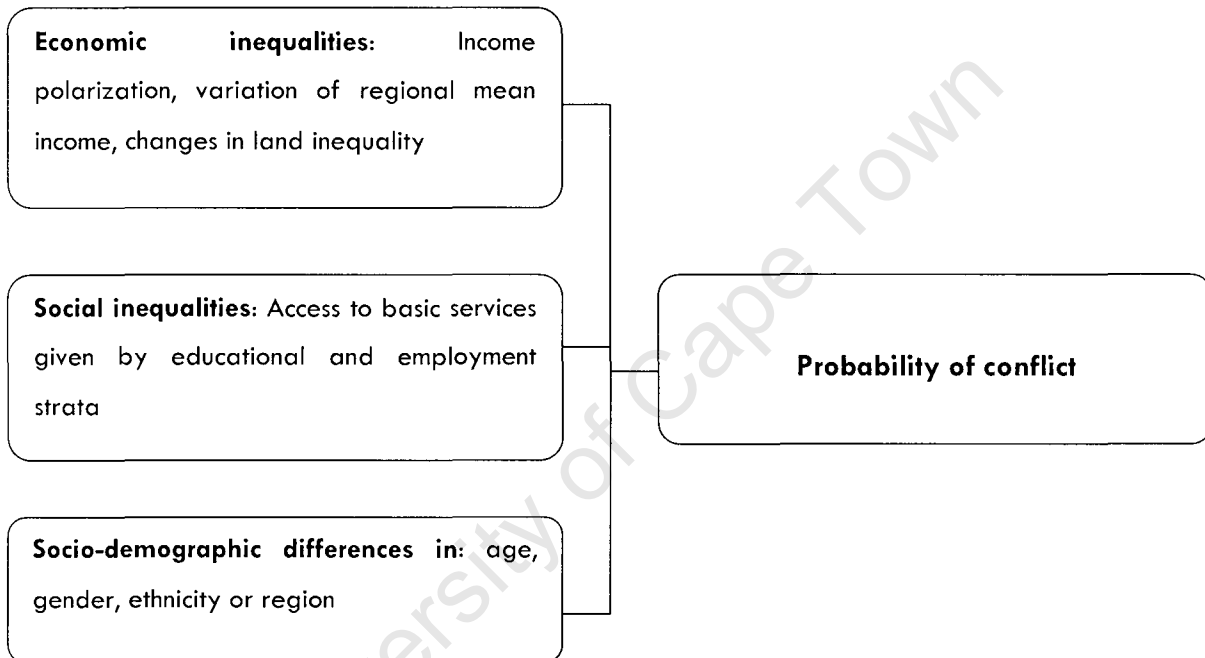 Economic inequalities: Income
polarization, variation of regional mean
income, changes in land inequality
Social inequalities: Access to basic services
given by educational and employment
strata
Probability of conflict
Socio-demographic differences in: age,
gender, ethnicity or region
ersity of Cape Town